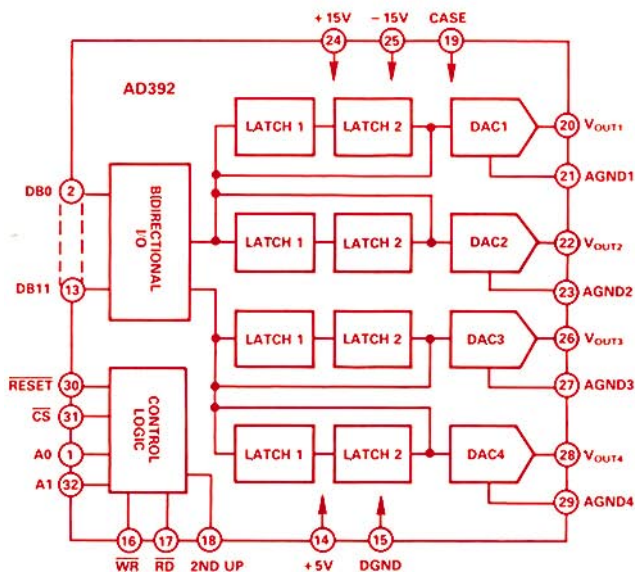 + 15V
− 15V
CASE
24
25
19
AD392
LATCH 1
LATCH 2
DAC1
20
VOUT1
21
AGND1
DB0
2
BIDIRECTIONAL
I/O
LATCH 1
LATCH 2
DAC2
22
VOUT2
DB11
13
23
AGND2
LATCH 1
LATCH 2
DAC3
26
VOUT3
RESET
30
27
AGND3
CS
31
CONTROL
LOGIC
A0
1
LATCH 1
LATCH 2
DAC4
28
VOUT4
A1
32
29
AGND4
16
17
18
14
15
WR
RD
2ND UP
+ 5V
DGND